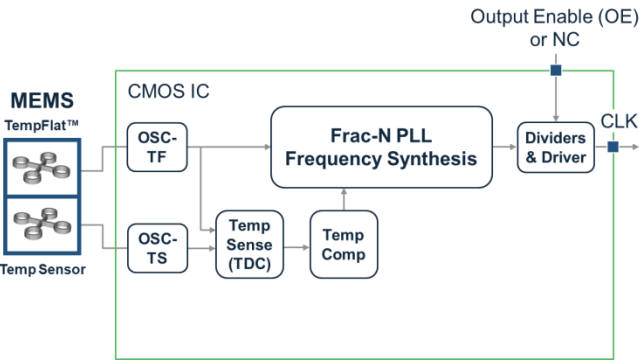 Output Enable (OE)
or NC
MEMS
TempFlat™
CMOS IC
OSC-
TF
Frac-N PLL
Frequency Synthesis
Dividers
& Driver
CLK
OSC-
TS
Temp
Sense
(TDC)
Temp
Comp
Temp Sensor